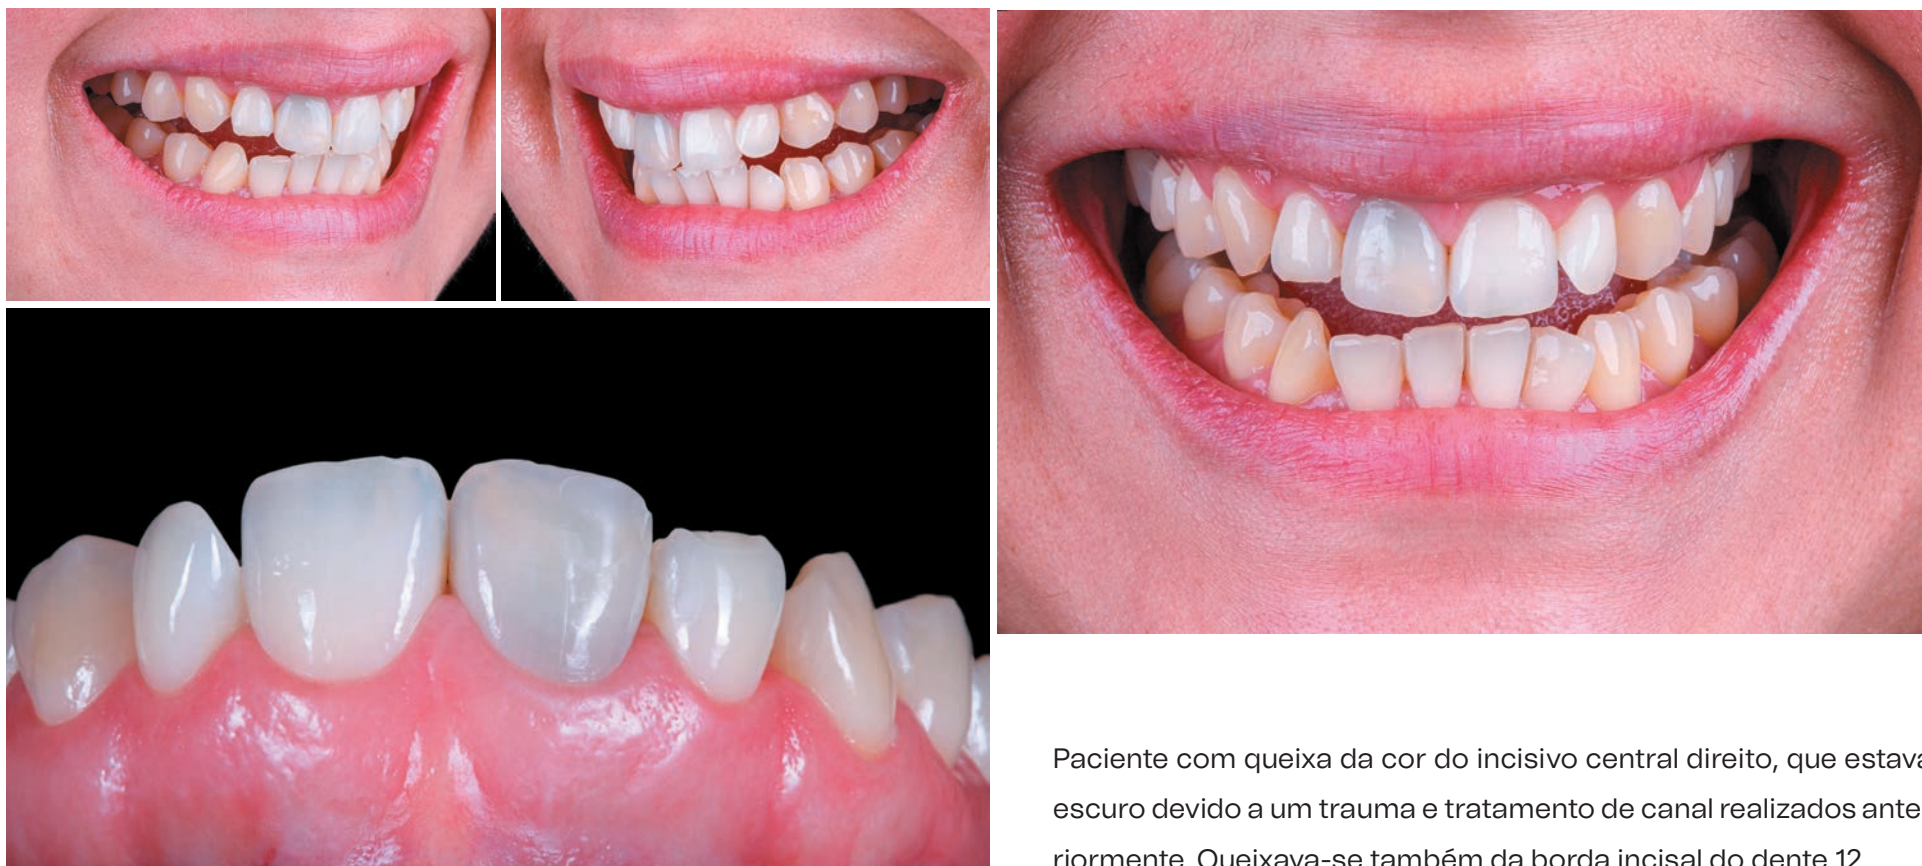 Paciente com queixa da cor do incisivo central direito, que estava
escuro devido a um trauma e tratamento de canal realizados ante
riormente. Queixava-se também da borda incisal do dente 12